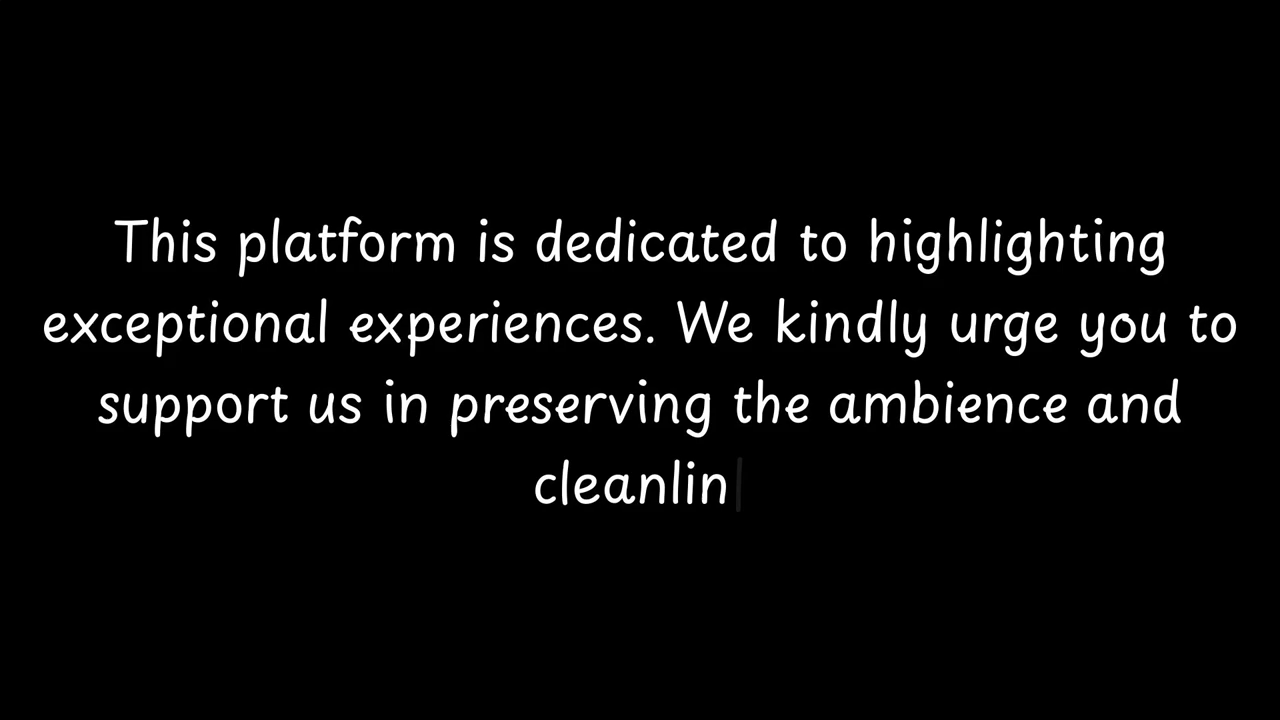 This platform is dedicated to highlighting
exceptional experiences. We kindly urge you to
support us in preserving the ambience and
cleanlin